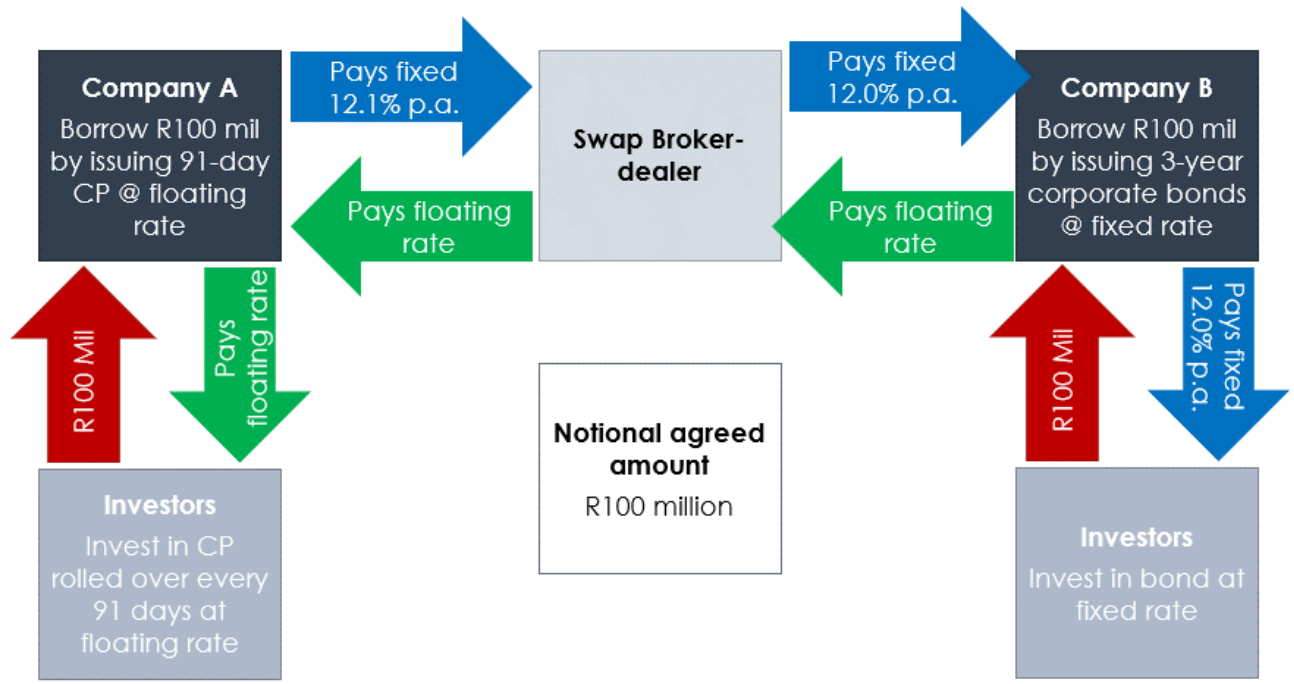 Company A
Borrow R100 mil
by issuing 91-day
CP @ floating
rate
Pays fixed
12.1% p.a.
Pays floating
rate
Swap Broker-
dealer
Pays fixed
12.0% p.a.
Pays floating
rate
Company B
Borrow R100 mil
by issuing 3-year
corporate bonds
@ fixed rate
R100 Mil
Pays
floating rate
Notional agreed
amount
R100 million
R100 Mil
Pays fixed
12.0% p.a.
Investors
Invest in CP
rolled over every
91 days at
floating rate
Investors
Invest in bond at
fixed rate